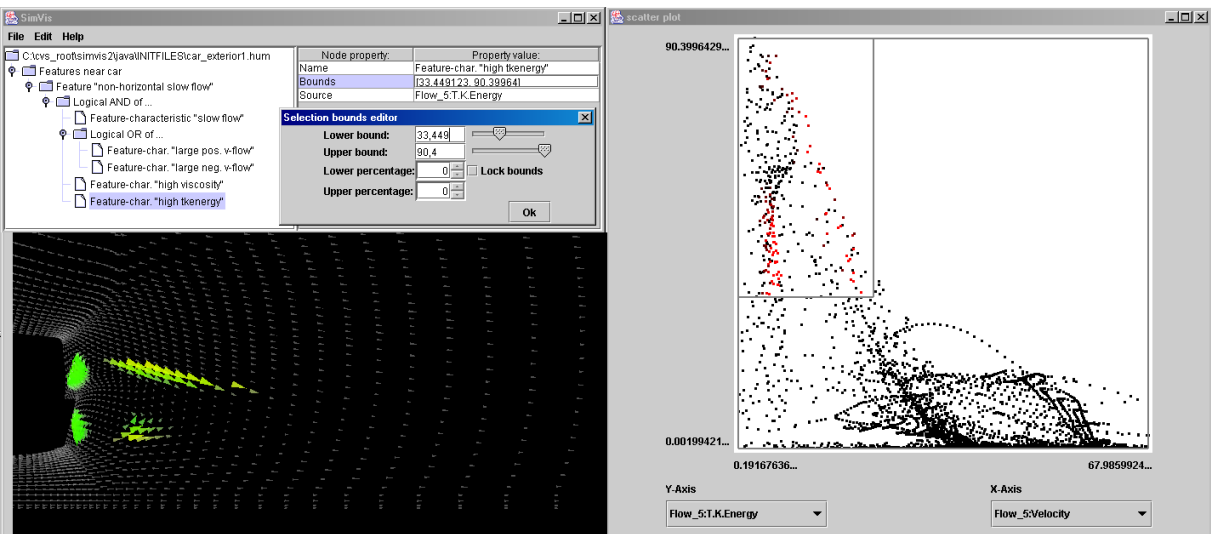 SimVis
File Edit Help
C:\cvs_root\simvis2\java\INITFILES\car_exterior1.hum
Features near car
Feature "non-horizontal slow flow"
Logical AND of ...
Feature-characteristic "slow flow"
Logical OR of ...
Feature-char. "large pos. v-flow"
Feature-char. "large neg. v-flow"
Feature-char. "high viscosity"
Feature-char. "high tkenergy"
Node property: Property value:
Name Feature-char. "high tkenergy"
Bounds [33.449123, 90.39964]
Source Flow_5:T.K.Energy
Selection bounds editor
Lower bound: 33,449
Upper bound: 90,4
Lower percentage: 0 Lock bounds
Upper percentage: 0
Ok
scatter plot
90.3996429...
0.00199421...
0.19167636... 67.9859924...
Y-Axis X-Axis
Flow_5:T.K.Energy Flow_5:Velocity